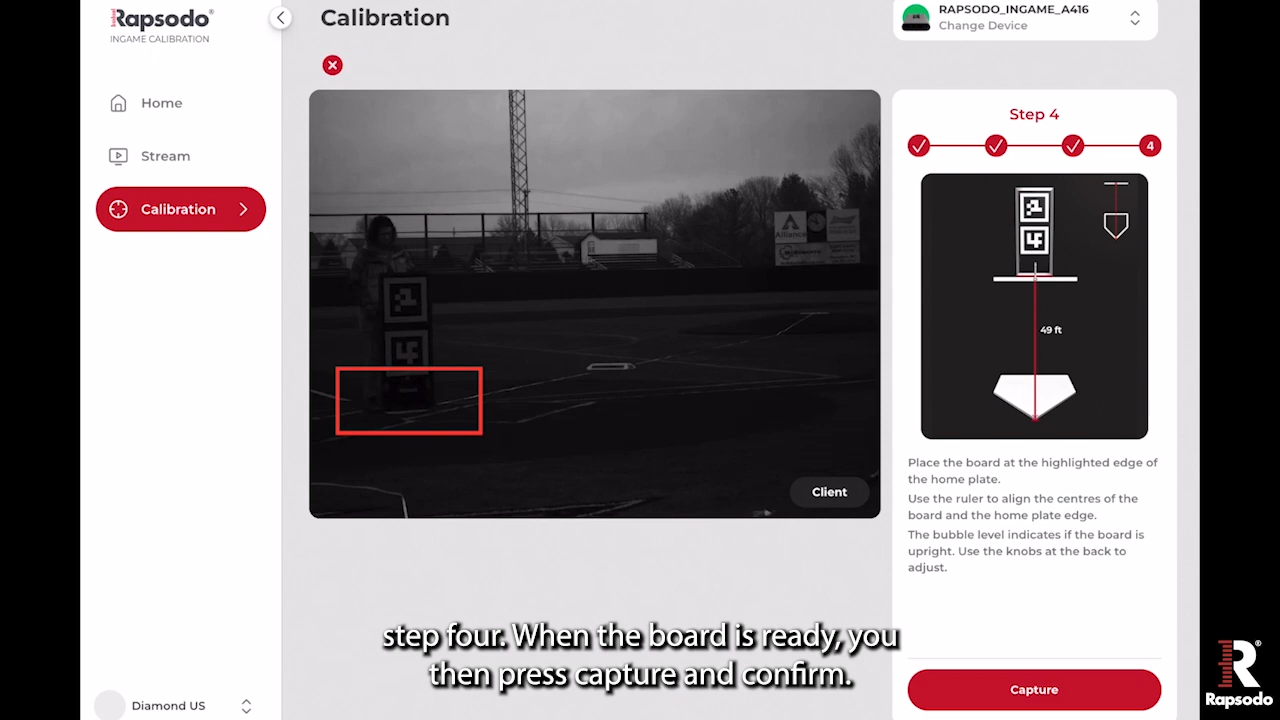 Rapsodo®
INGAME CALIBRATION
Home
Stream
Calibration
Diamond US
Calibration
RAPSODO_INGAME_A416
Change Device
Alliance
Client
Step 4
4
49 ft
Place the board at the highlighted edge of
the home plate.
Use the ruler to align the centres of the
board and the home plate edge.
The bubble level indicates if the board is
upright. Use the knobs at the back to
adjust.
Capture
step four. When the board is ready, you
then press capture and confirm.
R®
Rapsodo